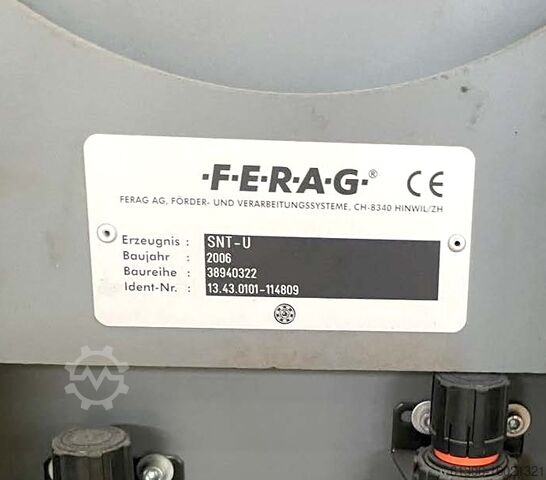 ·F·E·R·A·G·® CE
FERAG AG, FÖRDER- UND VERARBEITUNGSSYSTEME, CH-8340 HINWIL/ZH
Erzeugnis : SNT-U
Baujahr : 2006
Baureihe : 38940322
Ident-Nr. : 13.43.0101-114809